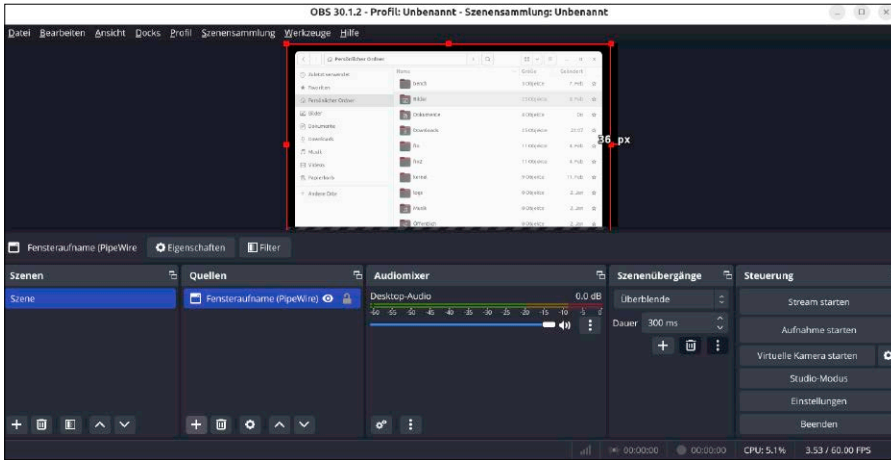 OBS 30.1.2 - Profil: Unbenannt - Szenensammlung: Unbenannt
Datei Bearbeiten Ansicht Docks Profil Szenensammlung Werkzeuge Hilfe
Persönlicher Ordner
Name Größe Geändert
Zuletzt verwendet
Favoriten
Persönlicher Ordner
Bilder
Dokumente
Downloads
Musik
Videos
Papierkorb
Andere Orte
Bilder
Dokumente
Downloads
kernel
Musik
Öffentlich
36 px
Fensteraufname (PipeWire
Eigenschaften
Filter
Szenen
Szene
Quellen
Fensteraufname (PipeWire)
Audiomixer
Desktop-Audio 0.0 dB
-60 -55 -50 -45 -40 -35 -30 -25 -20 -15 -10 -5 0
Szenenübergänge
Überblende
Dauer 300 ms
Steuerung
Stream starten
Aufnahme starten
Virtuelle Kamera starten
Studio-Modus
Einstellungen
Beenden
00:00:00 00:00:00 CPU: 5.1% 3.53 / 60.00 FPS